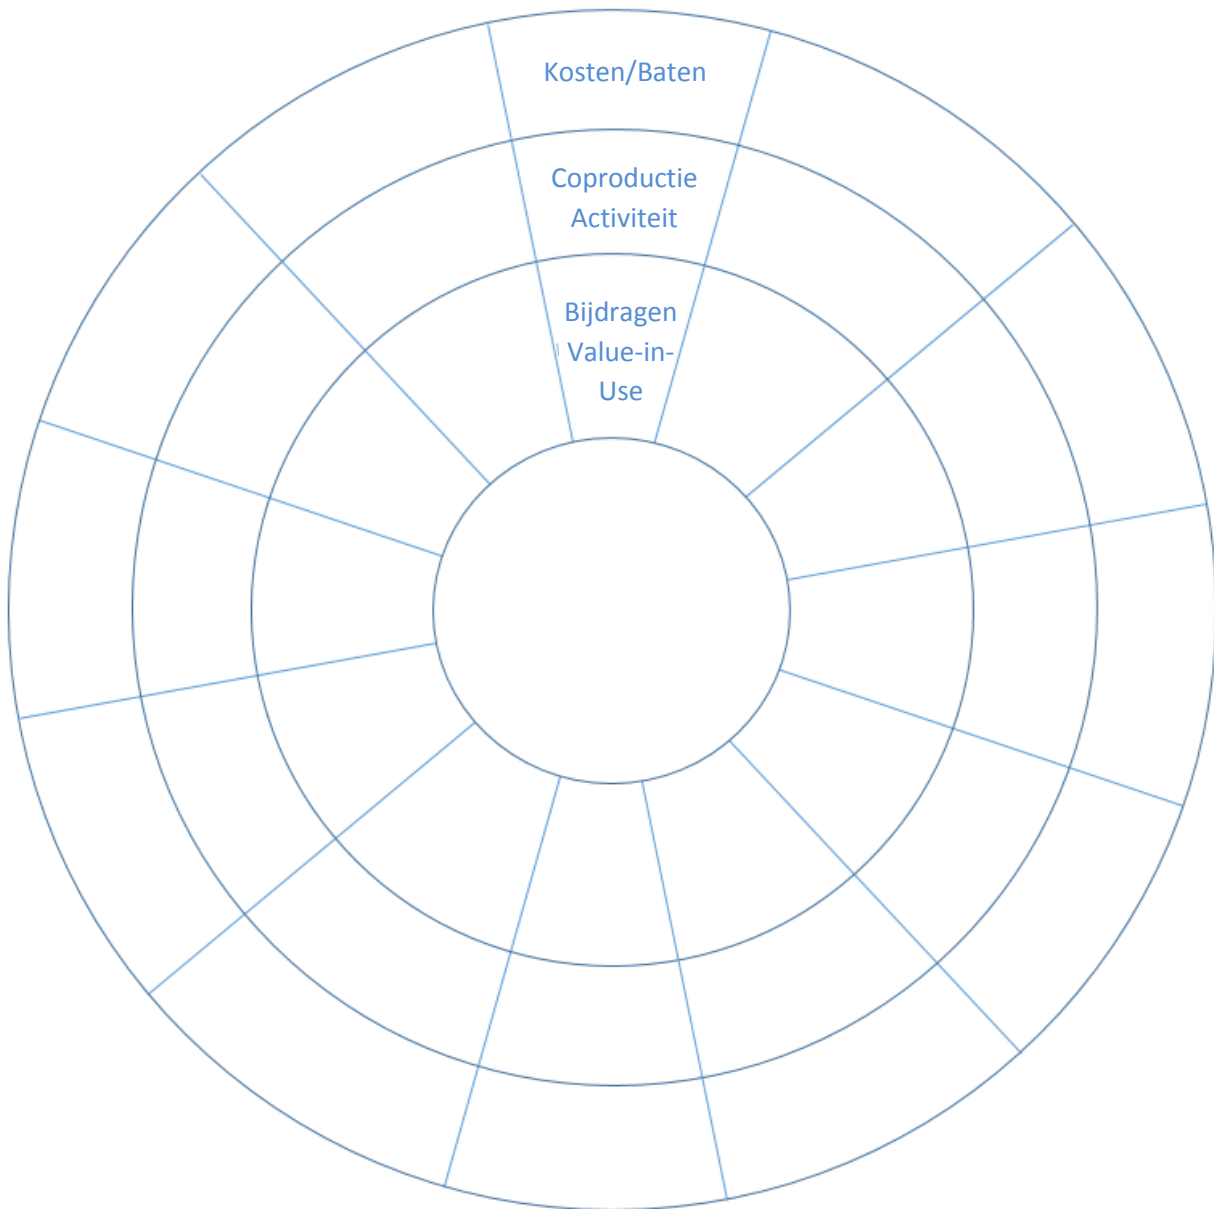 Kosten/Baten
Coproductie
Activiteit
Bijdragen
Value-in-
Use